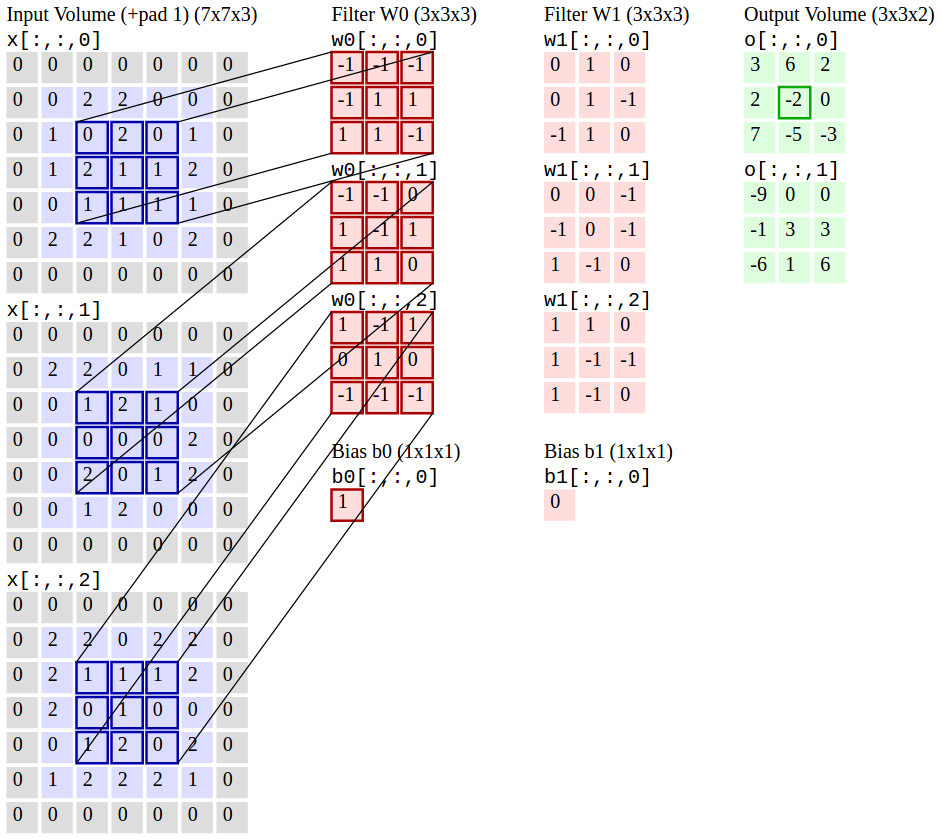 Input Volume (+pad 1) (7x7x3)
x[:,:,0]
0 0 0 0 0 0 0
0 0 2 2 0 0 0
0 1 0 2 0 1 0
0 1 2 1 1 2 0
0 0 1 1 1 1 0
0 2 2 1 0 2 0
0 0 0 0 0 0 0
x[:,:,1]
0 0 0 0 0 0 0
0 2 2 0 1 1 0
0 0 1 2 1 0 0
0 0 0 0 0 2 0
0 0 2 0 1 2 0
0 0 1 2 0 0 0
0 0 0 0 0 0 0
x[:,:,2]
0 0 0 0 0 0 0
0 2 2 0 2 2 0
0 2 1 1 1 2 0
0 2 0 1 0 0 0
0 0 1 2 0 2 0
0 1 2 2 2 1 0
0 0 0 0 0 0 0
Filter W0 (3x3x3)
w0[:,:,0]
-1 -1 -1
-1 1 1
1 1 -1
w0[:,:,1]
-1 -1 0
1 -1 1
1 1 0
w0[:,:,2]
1 -1 1
0 1 0
-1 -1 -1
Bias b0 (1x1x1)
b0[:,:,0]
1
Filter W1 (3x3x3)
w1[:,:,0]
0 1 0
0 1 -1
-1 1 0
w1[:,:,1]
0 0 -1
-1 0 -1
1 -1 0
w1[:,:,2]
1 1 0
1 -1 -1
1 -1 0
Bias b1 (1x1x1)
b1[:,:,0]
0
Output Volume (3x3x2)
o[:,:,0]
3 6 2
2 -2 0
7 -5 -3
o[:,:,1]
-9 0 0
-1 3 3
-6 1 6